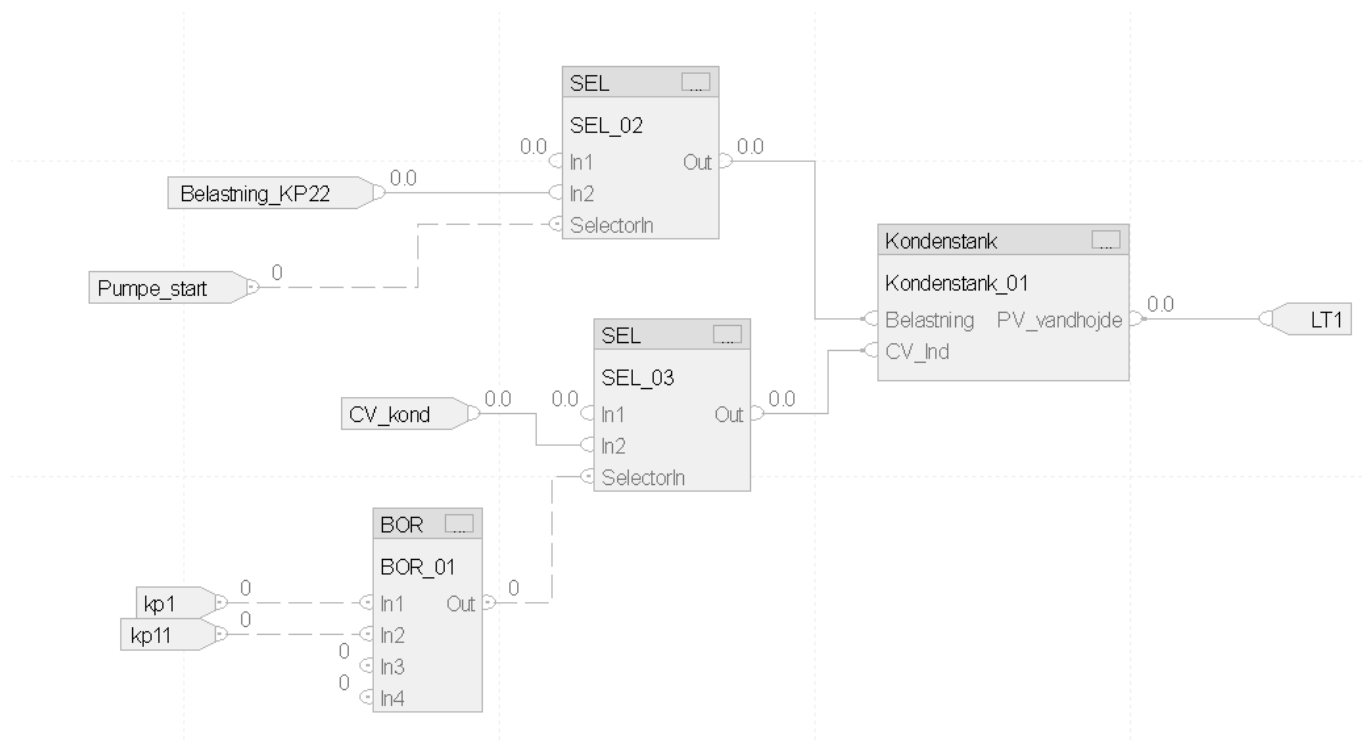 SEL
...
SEL_02
0.0
In1
Out
0.0
Belastning_KP22
0.0
In2
SelectorIn
Pumpe_start
0
Kondenstank
...
Kondenstank_01
Belastning
PV_vandhojde
0.0
LT1
CV_Ind
SEL
...
SEL_03
CV_kond
0.0
0.0
In1
Out
0.0
In2
SelectorIn
BOR
...
BOR_01
kp1
0
In1
Out
0
kp11
0
In2
0
In3
0
In4